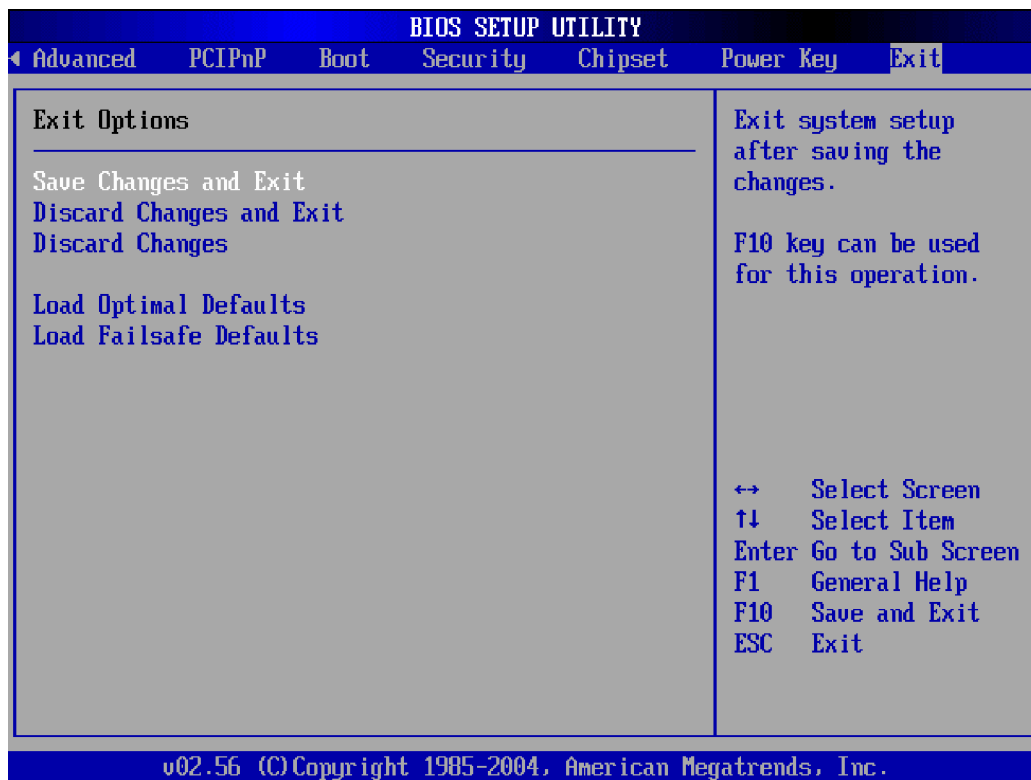 BIOS SETUP UTILITY
Advanced PCIPnP Boot Security Chipset Power Key Exit
Exit Options
Save Changes and Exit
Discard Changes and Exit
Discard Changes
Load Optimal Defaults
Load Failsafe Defaults
Exit system setup
after saving the
changes.
F10 key can be used
for this operation.
↔ Select Screen
↑↓ Select Item
Enter Go to Sub Screen
F1 General Help
F10 Save and Exit
ESC Exit
v02.56 (C)Copyright 1985-2004, American Megatrends, Inc.